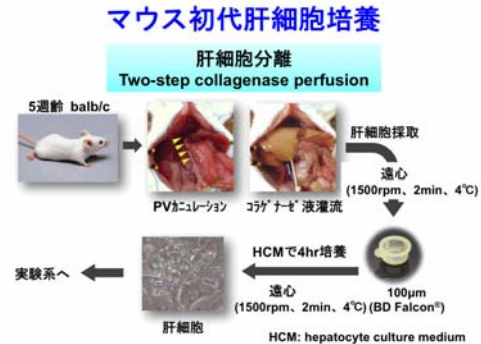 マウス初代肝細胞培養
肝細胞分離
Two-step collagenase perfusion
5週齢 balb/c
PVカニュレーション
コラゲナーゼ液灌流
肝細胞採取
遠心
(1500rpm、2min、4℃)
100μm
(BD Falcon®)
HCMで4hr培養
遠心
(1500rpm、2min、4℃)
肝細胞
実験系へ
HCM: hepatocyte culture medium